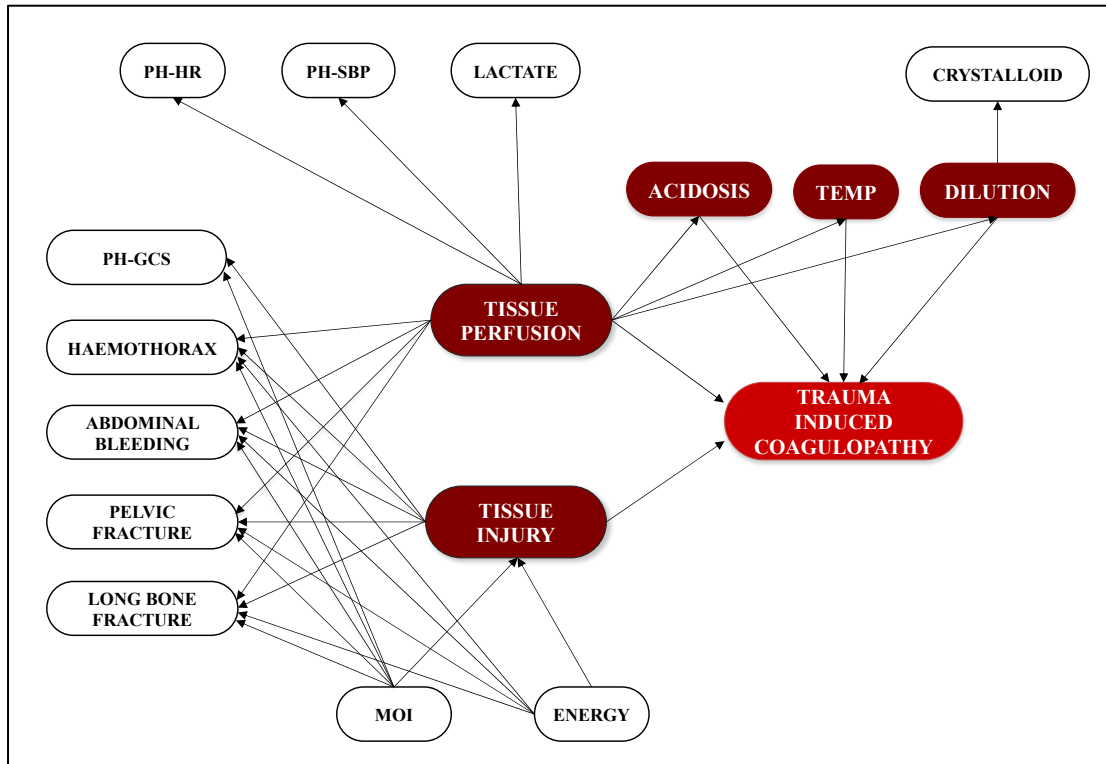 PH-HR
PH-SBP
LACTATE
CRYSTALLOID
ACIDOSIS
TEMP
DILUTION
PH-GCS
TISSUE
PERFUSION
HAEMOTHORAX
ABDOMINAL
BLEEDING
TRAUMA
INDUCED
COAGULOPATHY
PELVIC
FRACTURE
TISSUE
INJURY
LONG BONE
FRACTURE
MOI
ENERGY